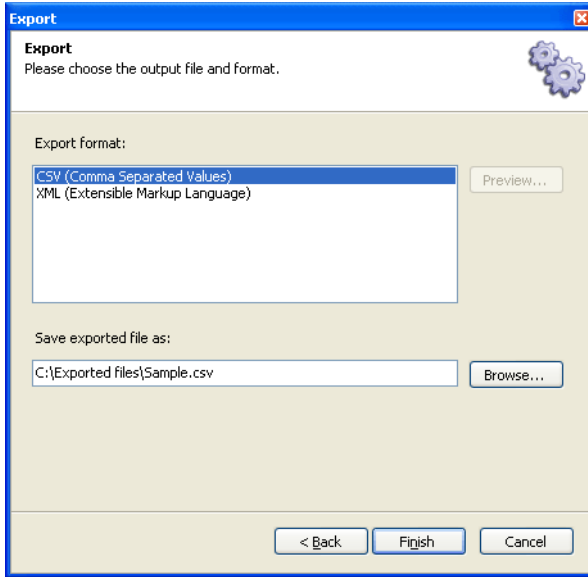 Export
Export
Please choose the output file and format.
Export format:
CSV (Comma Separated Values)
XML (Extensible Markup Language)
Preview...
Save exported file as:
C:\Exported files\Sample.csv
Browse...
< Back
Finish
Cancel